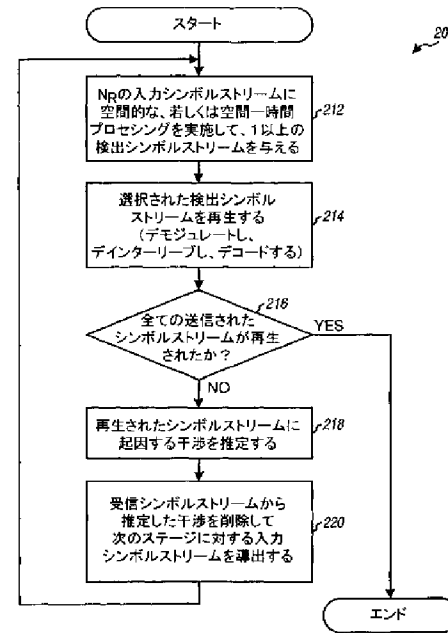 スタート
20
NRの入力シンボルストリームに
空間的な、若しくは空間―時間
プロセシングを実施して、1以上の
検出シンボルストリームを与える
212
選択された検出シンボル
ストリームを再生する
(デモジュレートし、
デインターリーブし、デコードする)
214
全ての送信された
シンボルストリームが再生
されたか?
216
YES
NO
再生されたシンボルストリームに
起因する干渉を推定する
218
受信シンボルストリームから
推定した干渉を削除して
次のステージに対する入力
シンボルストリームを導出する
220
エンド